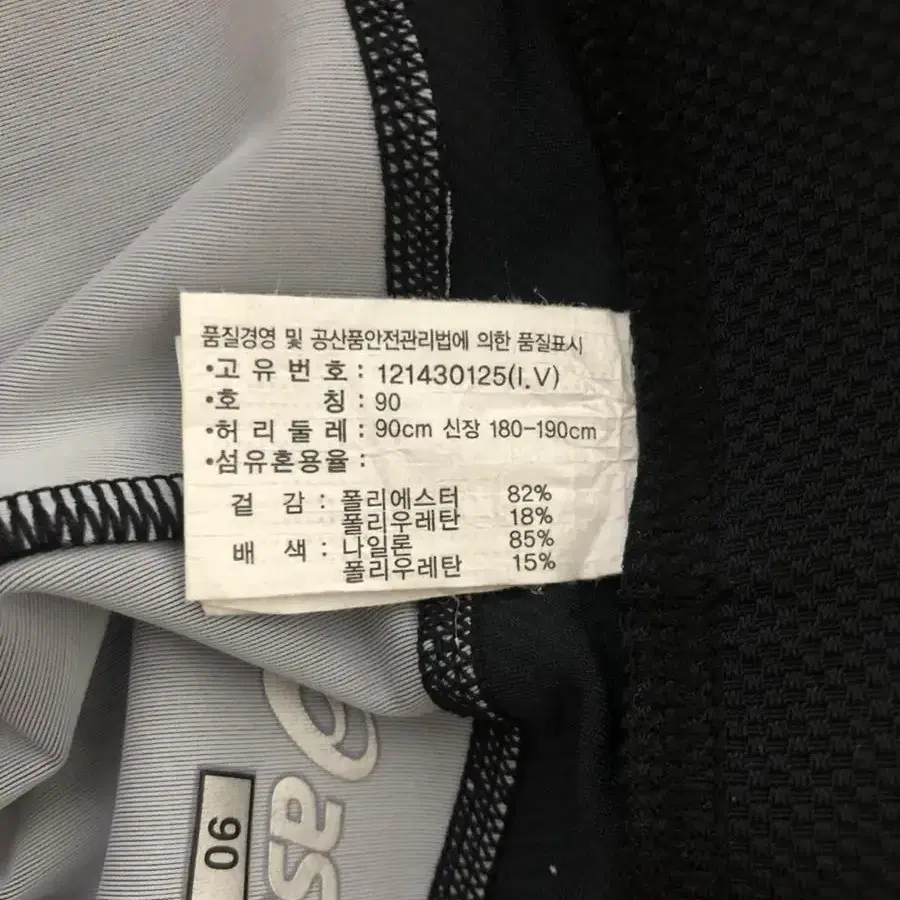 품질경영 및 공산품안전관리법에 의한 품질표시
•고 유 번 호 : 121430125(I.V)
•호 칭 : 90
•허 리 둘 레 : 90cm 신장 180-190cm
•섬유혼용율 :
겉 감 : 폴리에스터 82%
폴리우레탄 18%
배 색 : 나일론 85%
폴리우레탄 15%
90
as